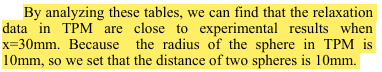 By analyzing these tables, we can find that the relaxation
data in TPM are close to experimental results when
x=30mm. Because the radius of the sphere in TPM is
10mm, so we set that the distance of two spheres is 10mm.